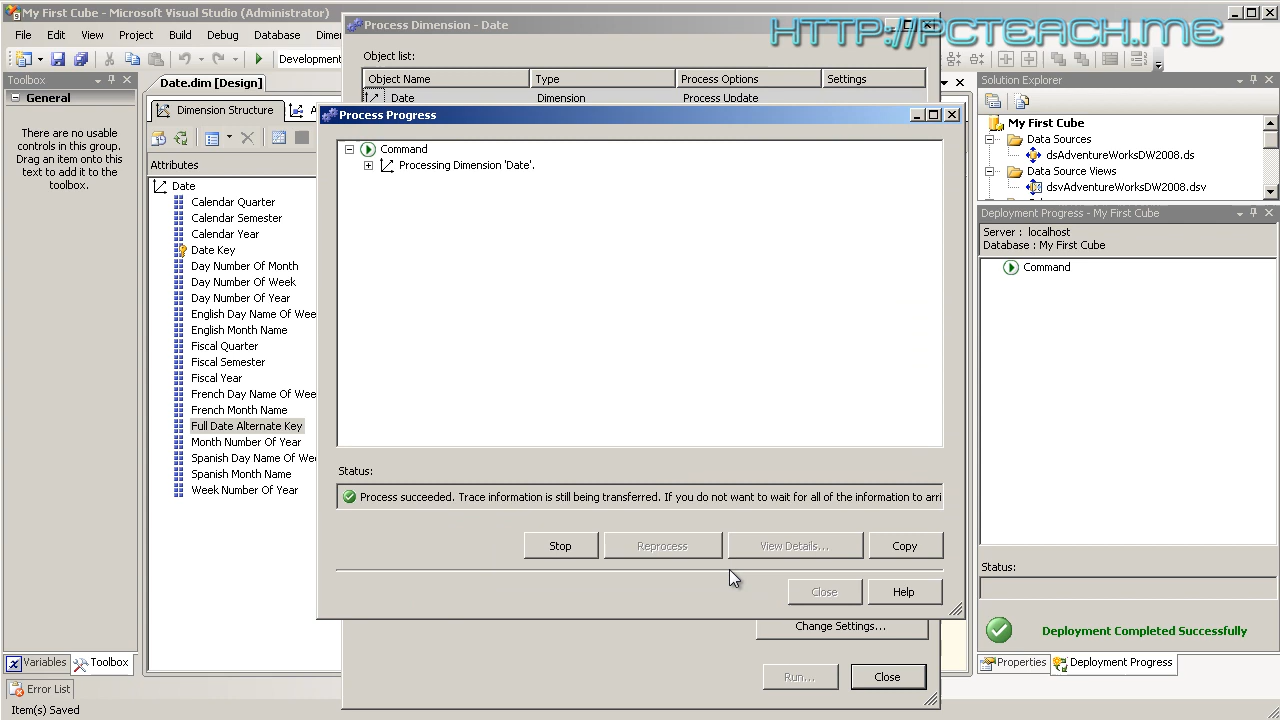 My First Cube - Microsoft Visual Studio (Administrator)
File Edit View Project
Debug
Developmen
Toolbox
General
There are no usable
controls in this group.
Drag an item onto this
text to add it to the
toolbox.
Variables Toolbox
Error List
Item(s) Saved
Date.dim [Design]
Dimension Structure
Attributes
Date
Calendar Quarter
Calendar Semester
Calendar Year
Date Key
Day Number Of Month
Day Number Of Week
Day Number Of Year
English Day Name Of Wee
English Month Name
Fiscal Quarter
Fiscal Semester
Fiscal Year
French Day Name Of Wee
French Month Name
Full Date Alternate Key
Month Number Of Year
Spanish Day Name Of Wee
Spanish Month Name
Week Number Of Year
Process Dimension - Date
HTTP://PCTEACH.ME
Object list:
Object Name Type Process Options Settings
Date Dimension Process Update
Process Progress
Command
Processing Dimension 'Date'.
Status:
Process succeeded. Trace information is still being transferred. If you do not want to wait for all of the information to arri
Stop Reprocess View Details... Copy
Close Help
Change Settings...
Run... Close
Solution Explorer
My First Cube
Data Sources
dsAdventureWorksDW2008.ds
Data Source Views
dsvAdventureWorksDW2008.dsv
Deployment Progress - My First Cube
Server : localhost
Database : My First Cube
Command
Status:
Deployment Completed Successfully
Properties Deployment Progress